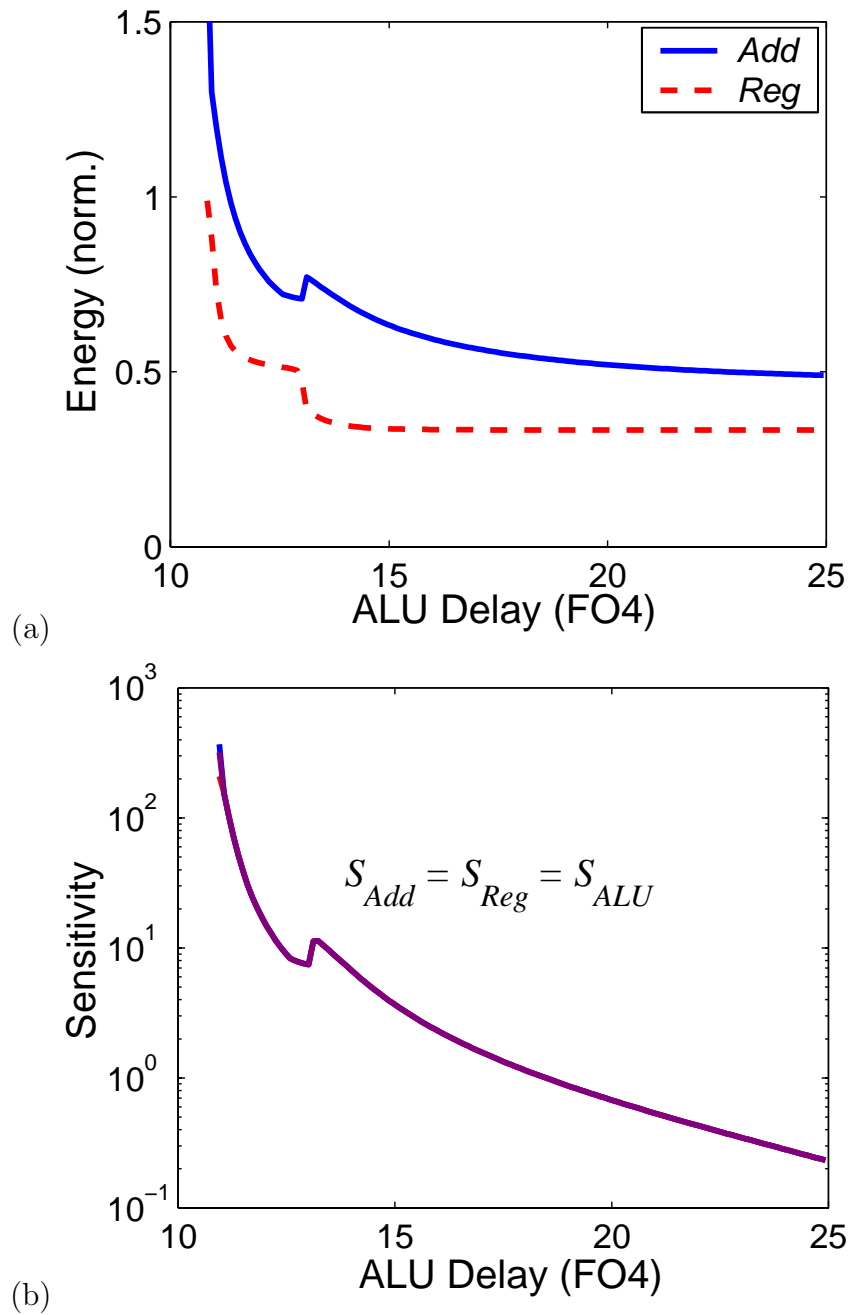 1.5
1
0.5
0
Energy (norm.)
Add
Reg
10
15
20
25
ALU Delay (FO4)
(a)
10^3
10^2
10^1
10^0
10^−1
Sensitivity
S_Add = S_Reg = S_ALU
10
15
20
25
ALU Delay (FO4)
(b)